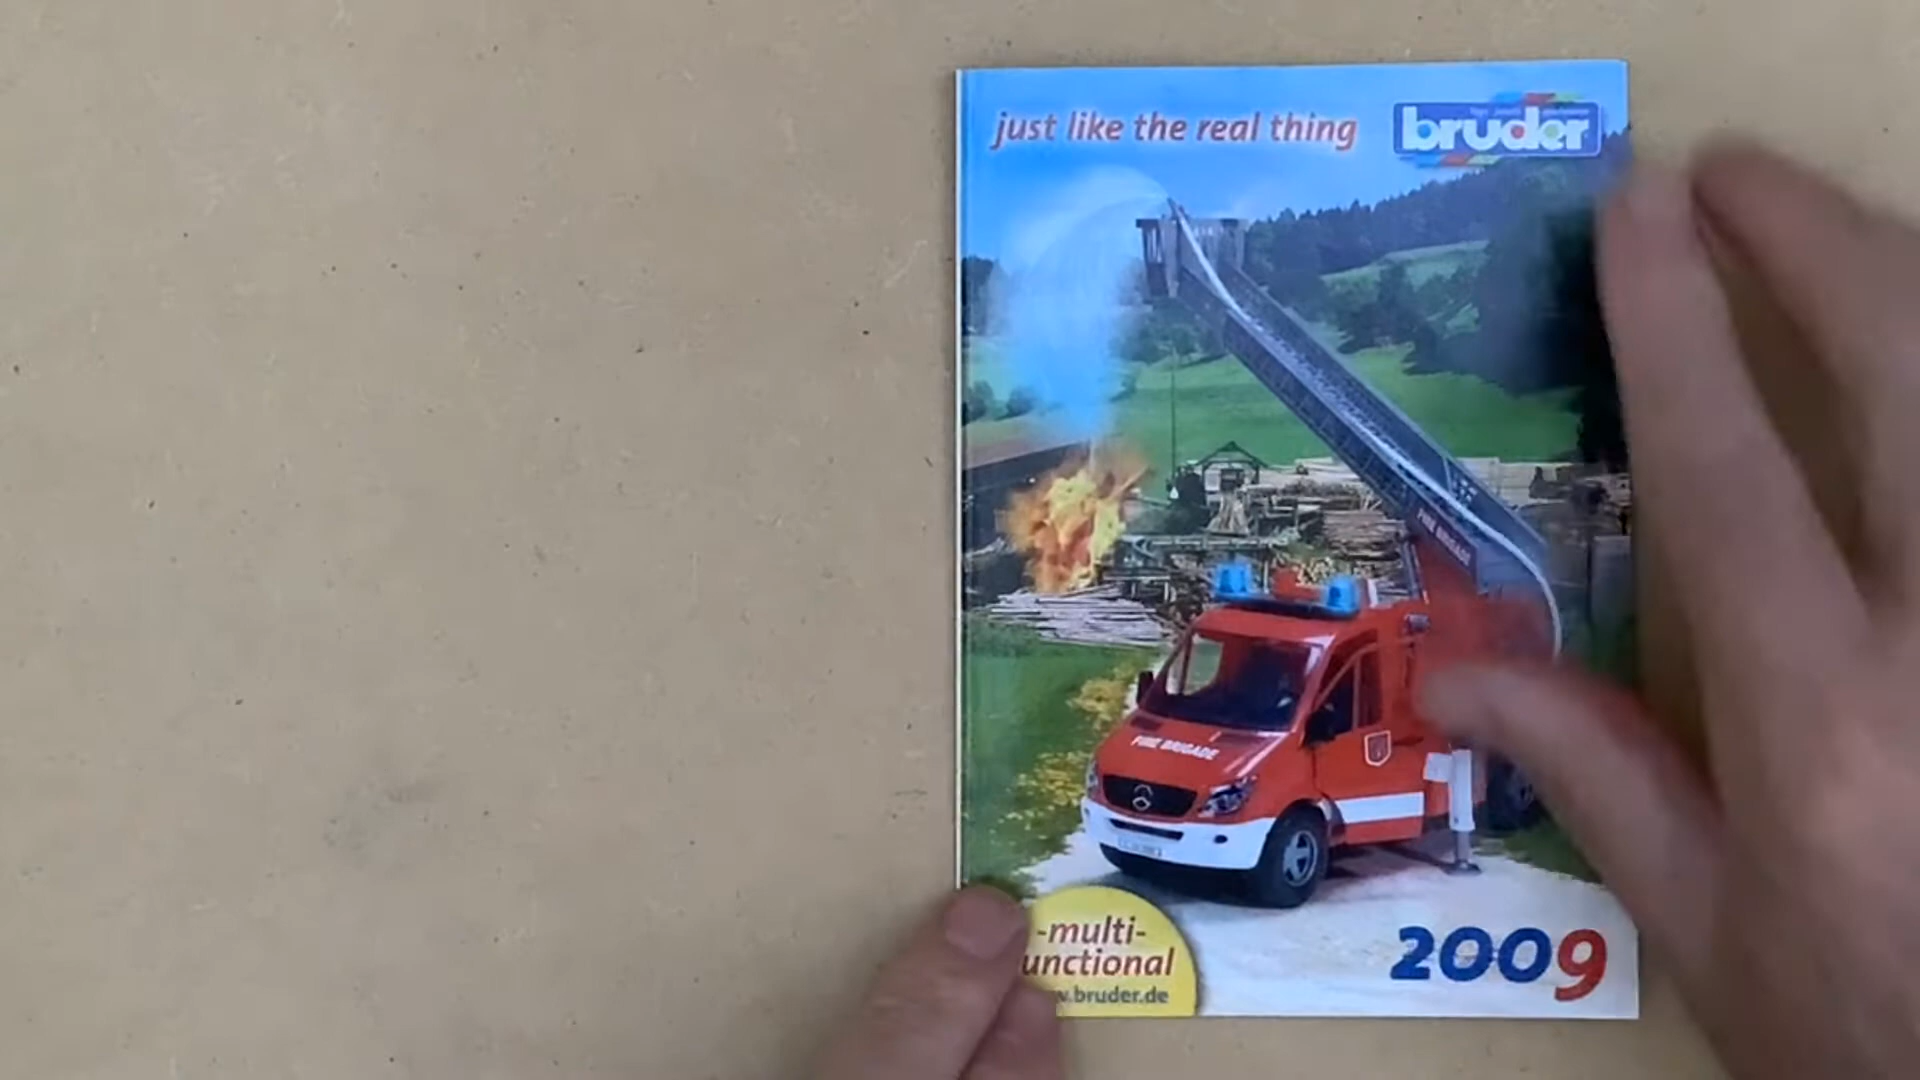 just like the real thing
bruder
FIRE BRIGADE
FIRE BRIGADE
-multi-
unctional
w.bruder.de
2009